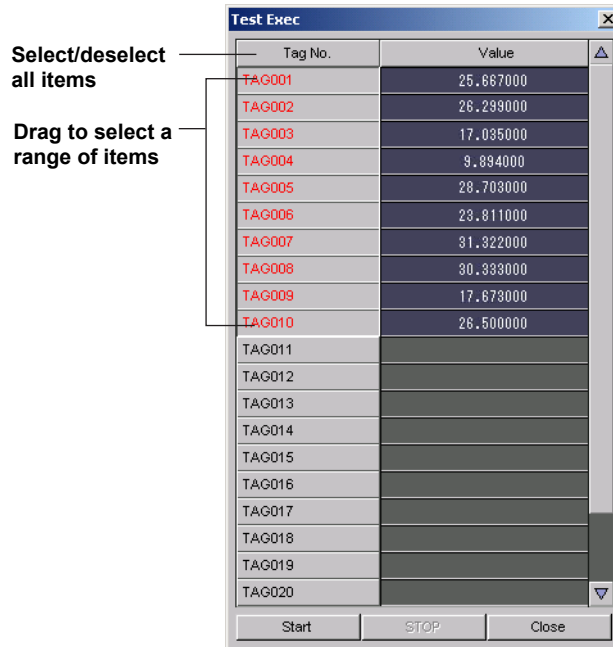 Test Exec
Select/deselect
all items
Drag to select a
range of items
Tag No. Value
TAG001 25.667000
TAG002 26.299000
TAG003 17.035000
TAG004 9.894000
TAG005 28.703000
TAG006 23.811000
TAG007 31.322000
TAG008 30.333000
TAG009 17.673000
TAG010 26.500000
TAG011
TAG012
TAG013
TAG014
TAG015
TAG016
TAG017
TAG018
TAG019
TAG020
Start STOP Close